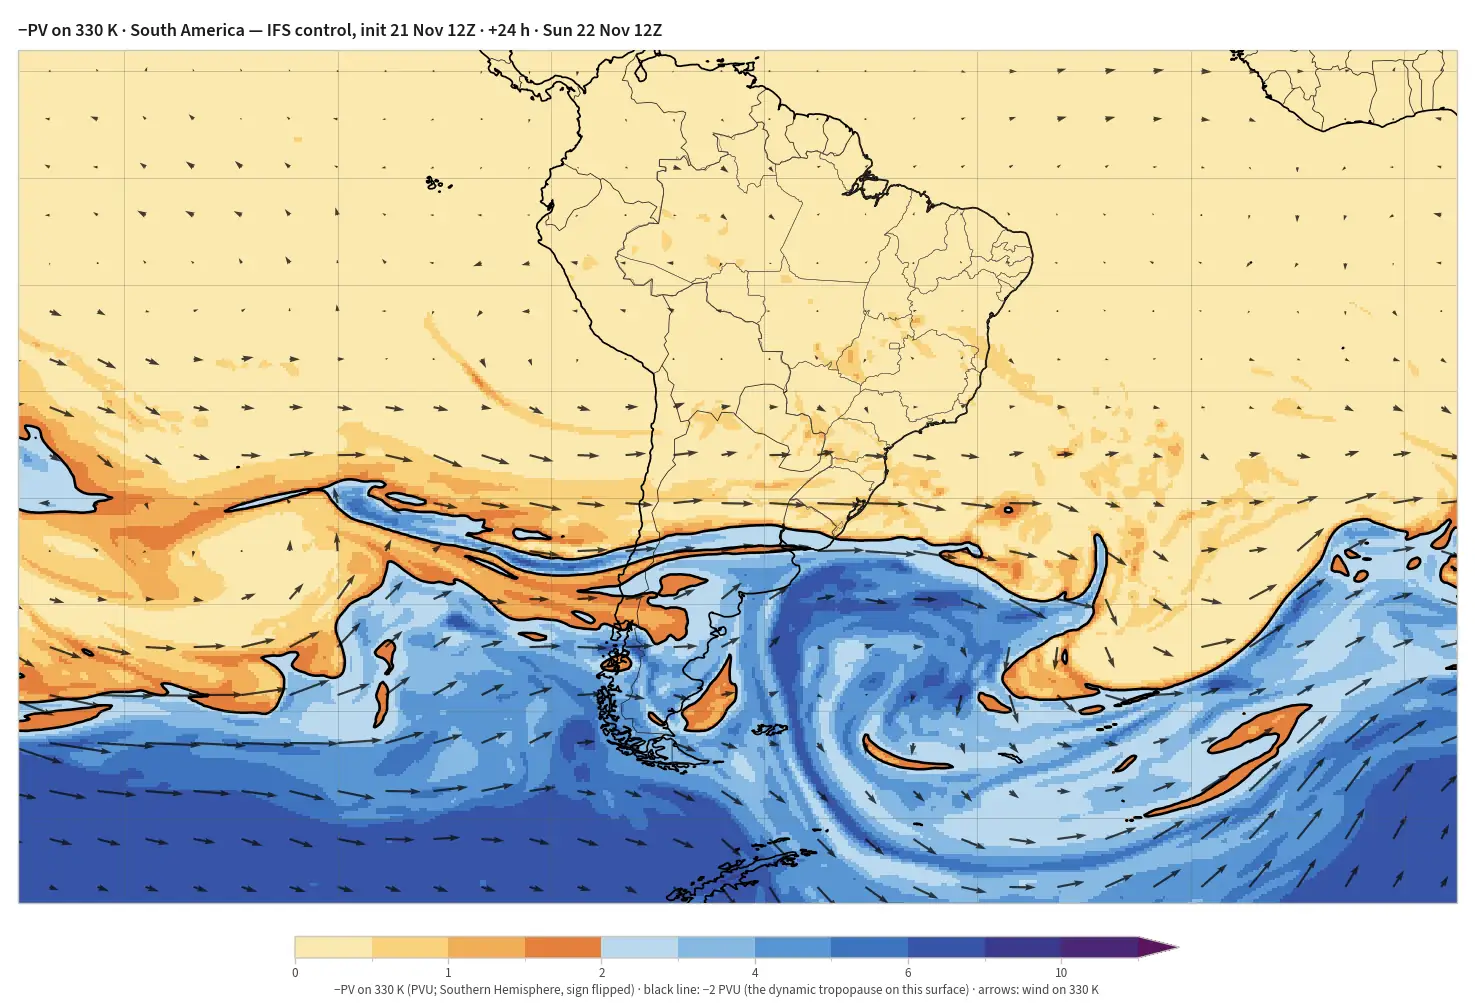 −PV on 330 K · South America — IFS control, init 21 Nov 12Z · +24 h · Sun 22 Nov 12Z
0 1 2 4 6 10
−PV on 330 K (PVU; Southern Hemisphere, sign flipped) · black line: −2 PVU (the dynamic tropopause on this surface) · arrows: wind on 330 K